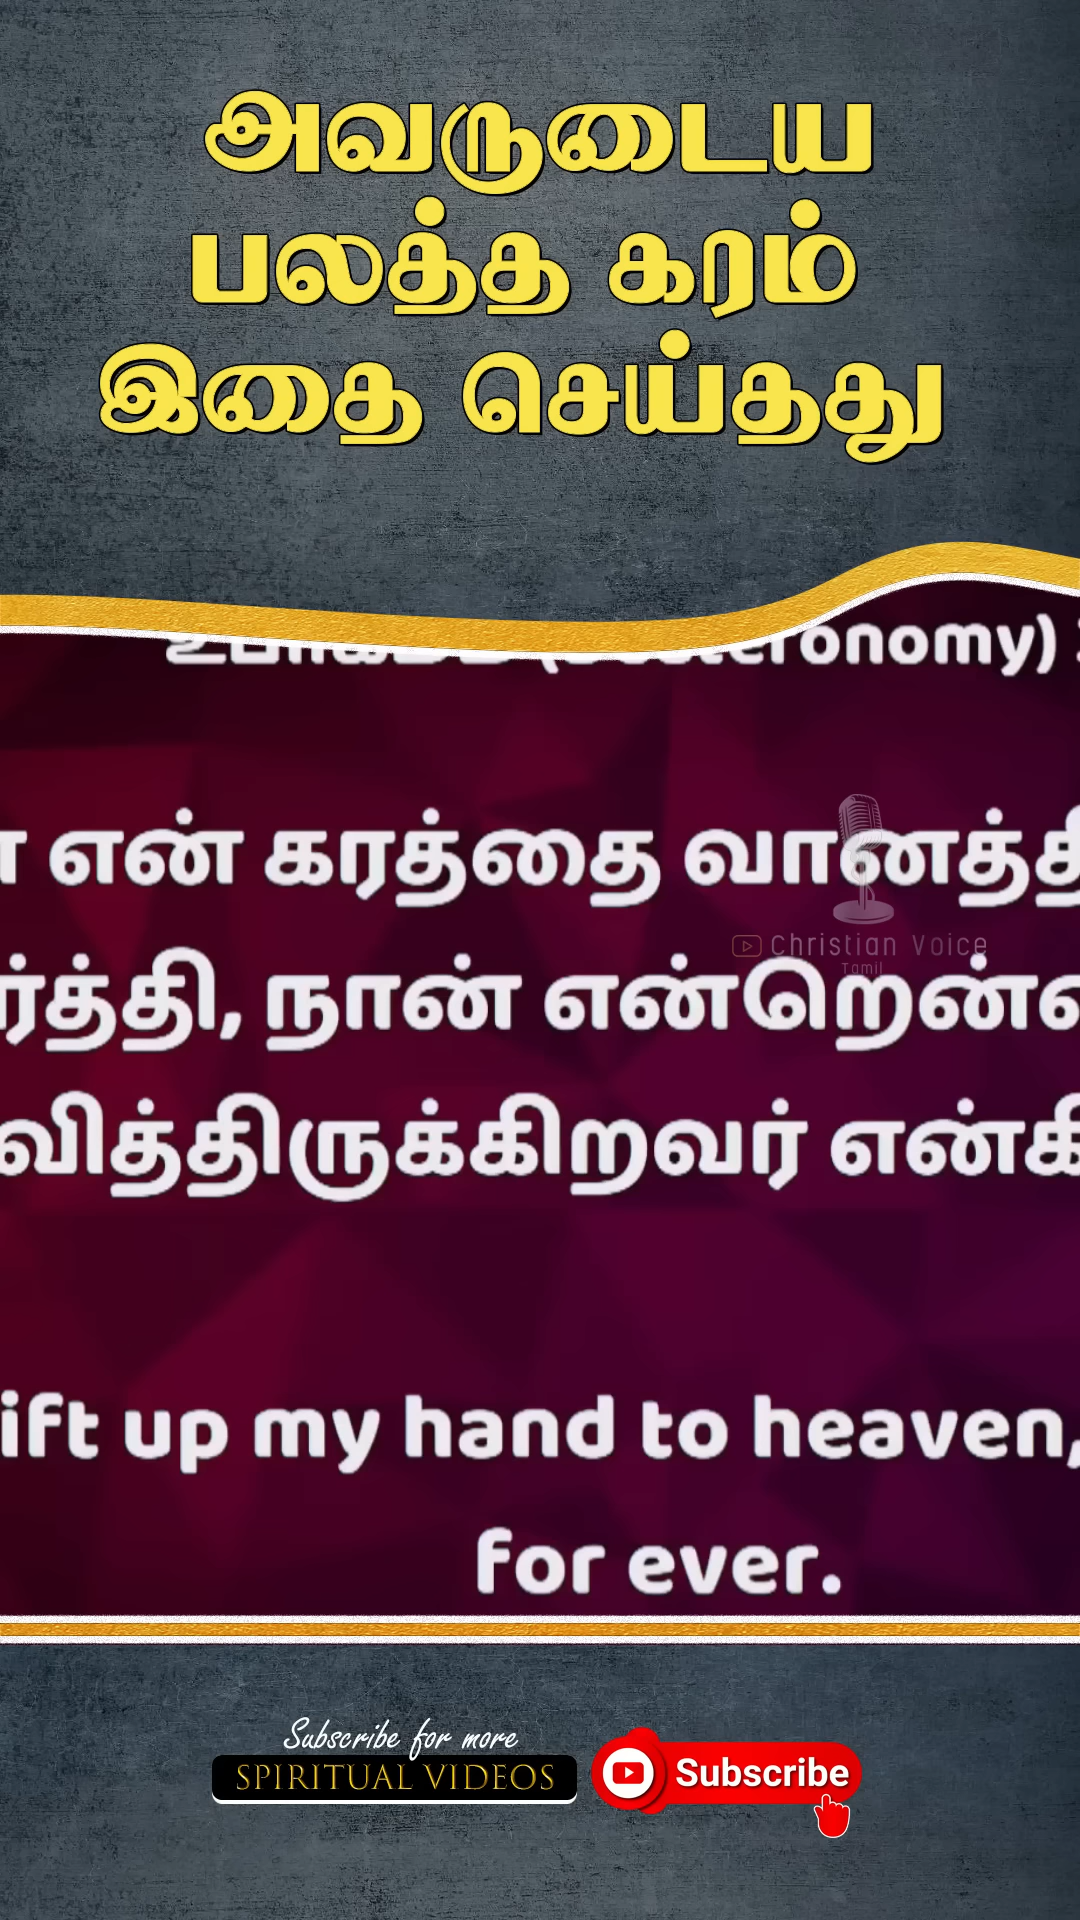 அவருடைய
பலத்த கரம்
இதை செய்தது
(Deuteronomy)
என் கரத்தை வானத்தி
ர்த்தி, நான் என்றென்
Christian Voice
Tamil
வித்திருக்கிறவர் என்கி
ift up my hand to heaven,
for ever.
Subscribe for more
SPIRITUAL VIDEOS
Subscribe